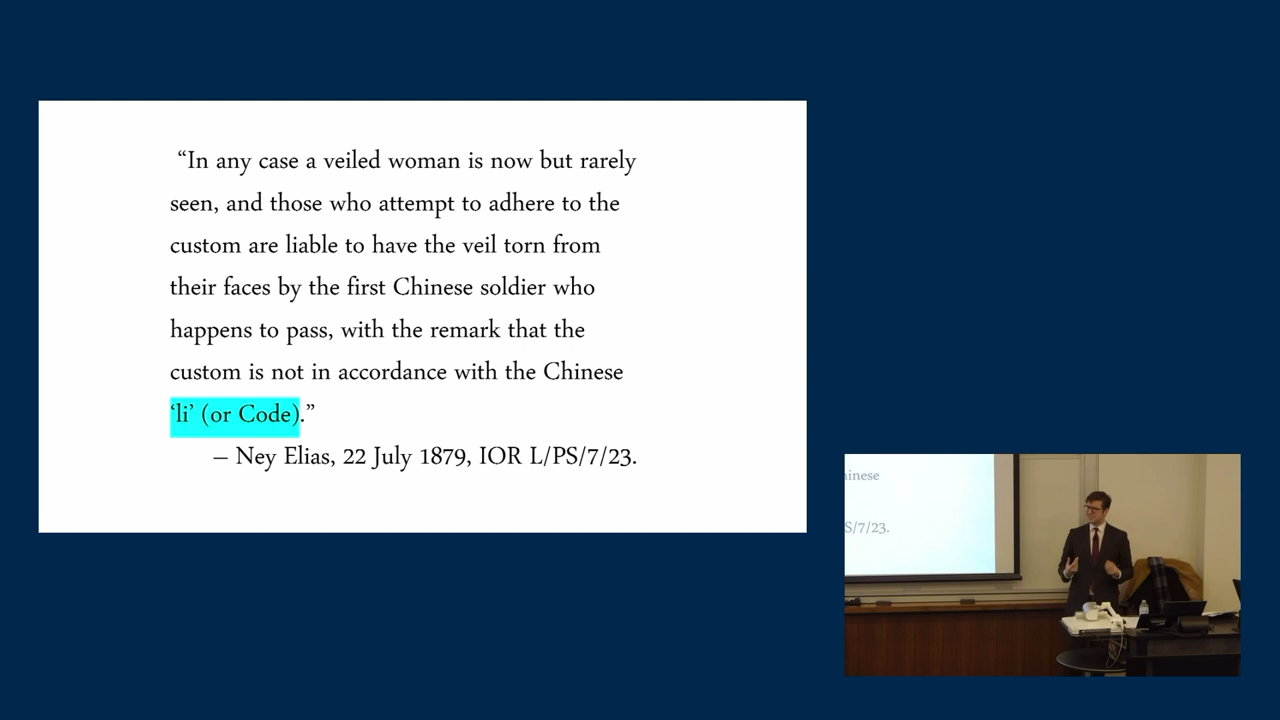 “In any case a veiled woman is now but rarely
seen, and those who attempt to adhere to the
custom are liable to have the veil torn from
their faces by the first Chinese soldier who
happens to pass, with the remark that the
custom is not in accordance with the Chinese
‘li’ (or Code).”
– Ney Elias, 22 July 1879, IOR L/PS/7/23.
inese
S/7/23.